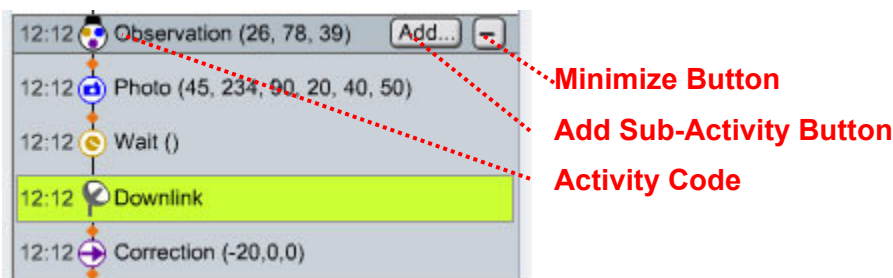 12:12 Observation (26, 78, 39) Add... −
12:12 Photo (45, 234, 90, 20, 40, 50)
Minimize Button
Add Sub-Activity Button
12:12 Wait ()
Activity Code
12:12 Downlink
12:12 Correction (-20,0,0)